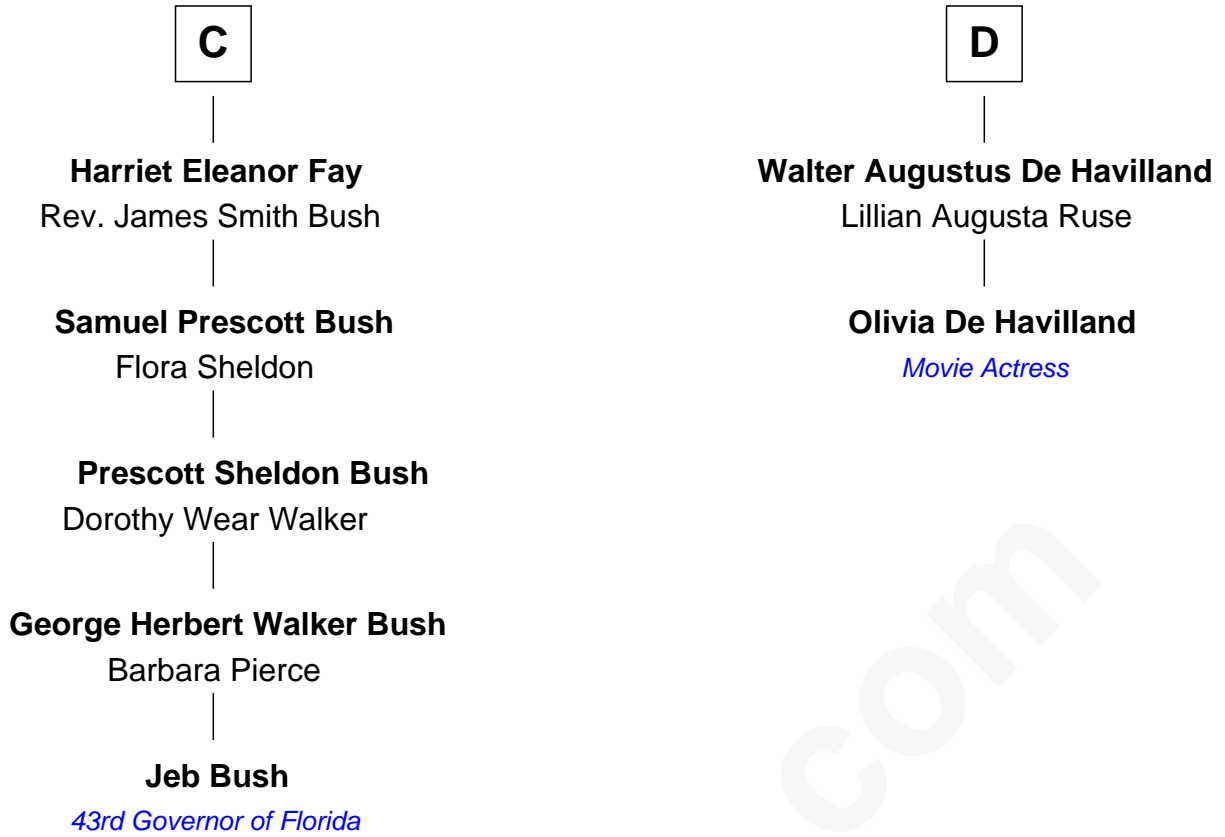 C
Harriet Eleanor Fay
Rev. James Smith Bush
Samuel Prescott Bush
Flora Sheldon
Prescott Sheldon Bush
Dorothy Wear Walker
George Herbert Walker Bush
Barbara Pierce
Jeb Bush
43rd Governor of Florida
D
Walter Augustus De Havilland
Lillian Augusta Ruse
Olivia De Havilland
Movie Actress
com